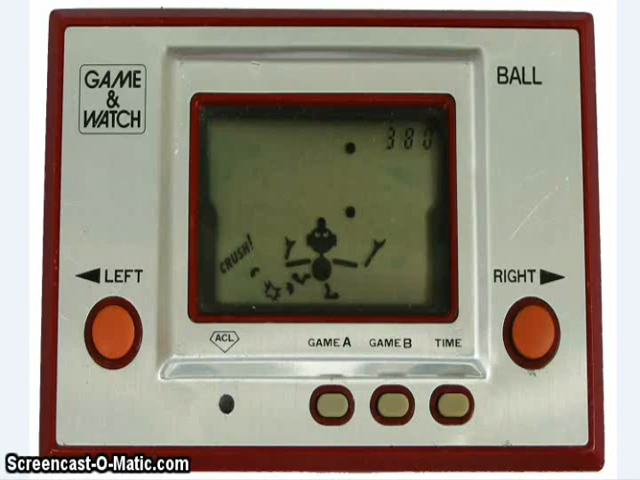 GAME
&
WATCH
BALL
380
CRUSH!
◄LEFT
RIGHT►
ACL
GAME A GAME B TIME
Screencast-O-Matic.com